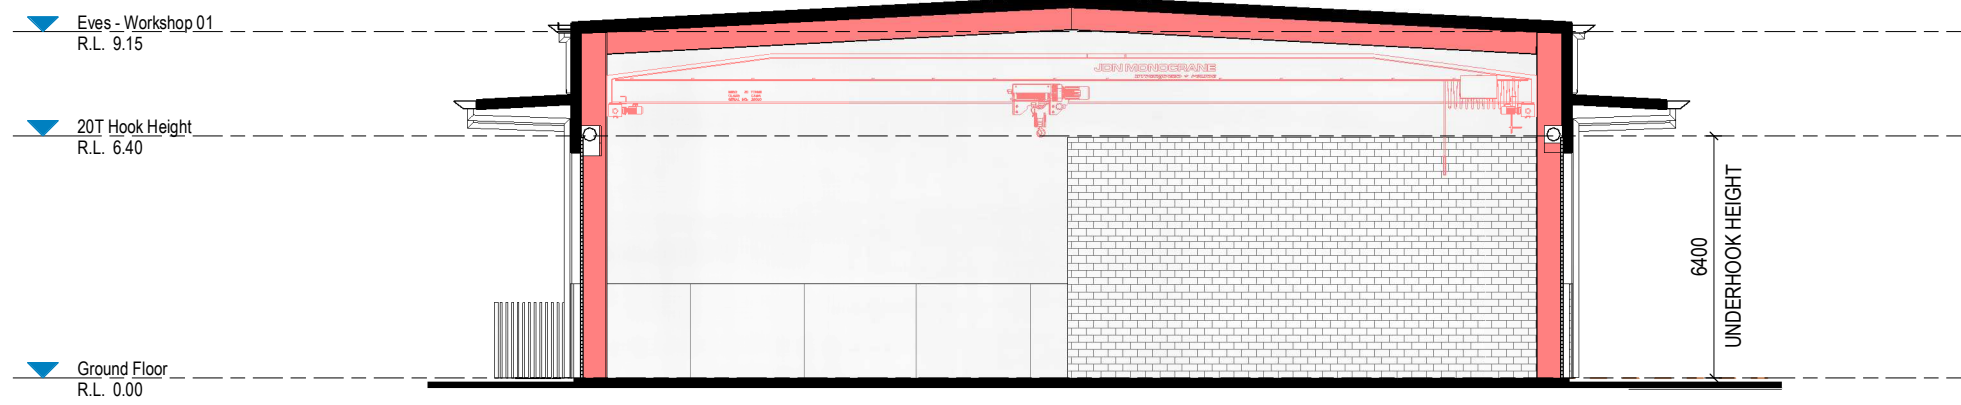 Eves - Workshop 01
R.L. 9.15
JDN MONOCRANE
20T Hook Height
R.L. 6.40
6400
UNDERHOOK HEIGHT
Ground Floor
R.L. 0.00